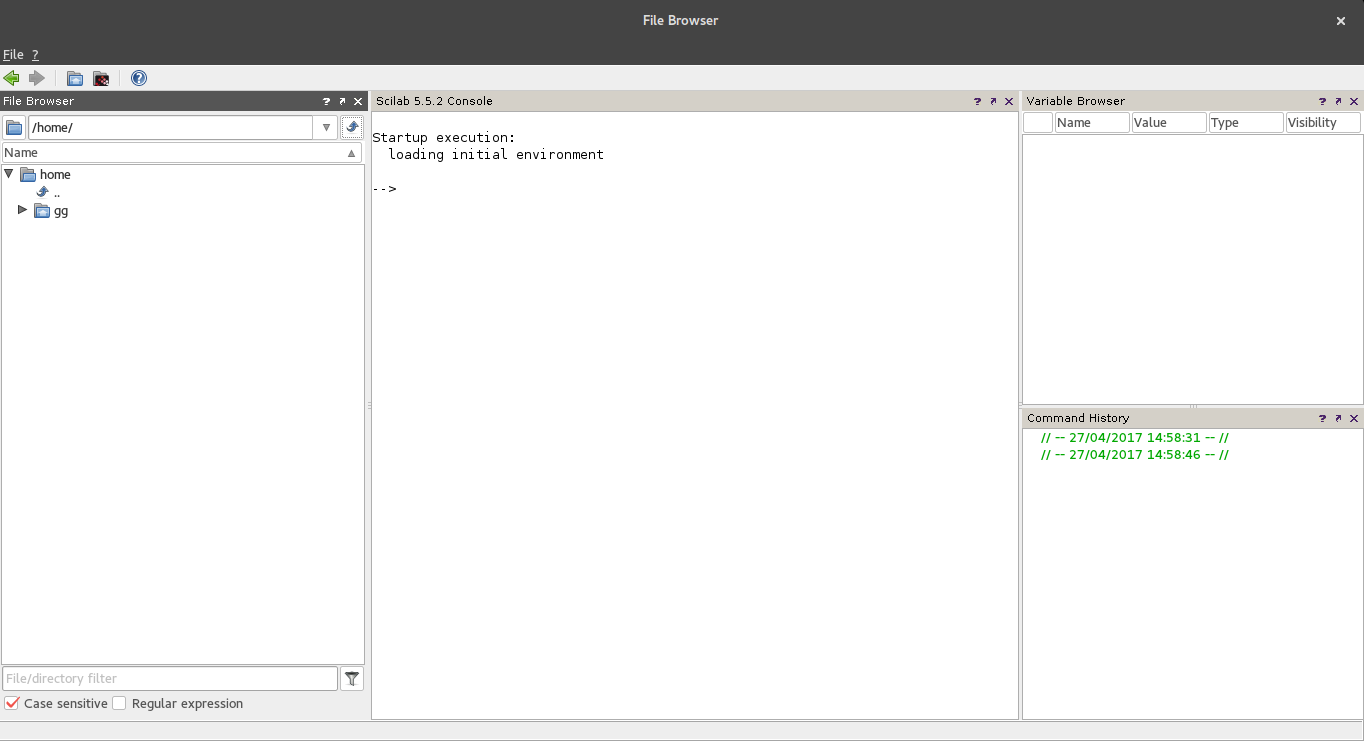 File Browser
File ?
File Browser
/home/
Name
home
..
gg
File/directory filter
Case sensitive Regular expression
Scilab 5.5.2 Console
Startup execution:
loading initial environment
-->
Variable Browser
Name Value Type Visibility
Command History
// -- 27/04/2017 14:58:31 -- //
// -- 27/04/2017 14:58:46 -- //